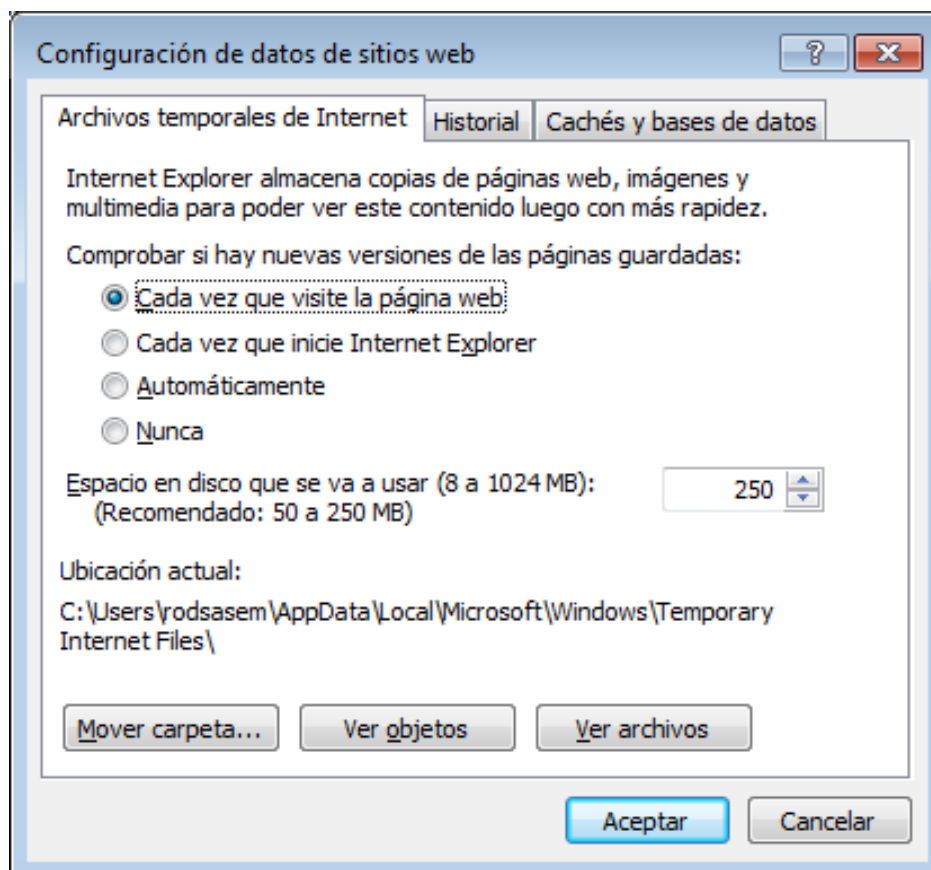 Configuración de datos de sitios web
Archivos temporales de Internet
Historial
Cachés y bases de datos
Internet Explorer almacena copias de páginas web, imágenes y
multimedia para poder ver este contenido luego con más rapidez.
Comprobar si hay nuevas versiones de las páginas guardadas:
Cada vez que visite la página web
Cada vez que inicie Internet Explorer
Automáticamente
Nunca
Espacio en disco que se va a usar (8 a 1024 MB):
250
(Recomendado: 50 a 250 MB)
Ubicación actual:
C:\Users\rodsasem\AppData\Local\Microsoft\Windows\Temporary
Internet Files\
Mover carpeta...
Ver objetos
Ver archivos
Aceptar
Cancelar